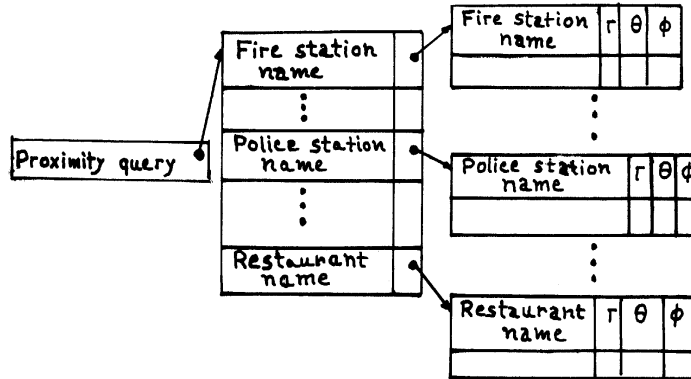 Proximity query
Fire station
name
Police station
name
Restaurant
name
Fire station
name
r θ φ
Police station
name
r θ φ
Restaurant
name
r θ φ